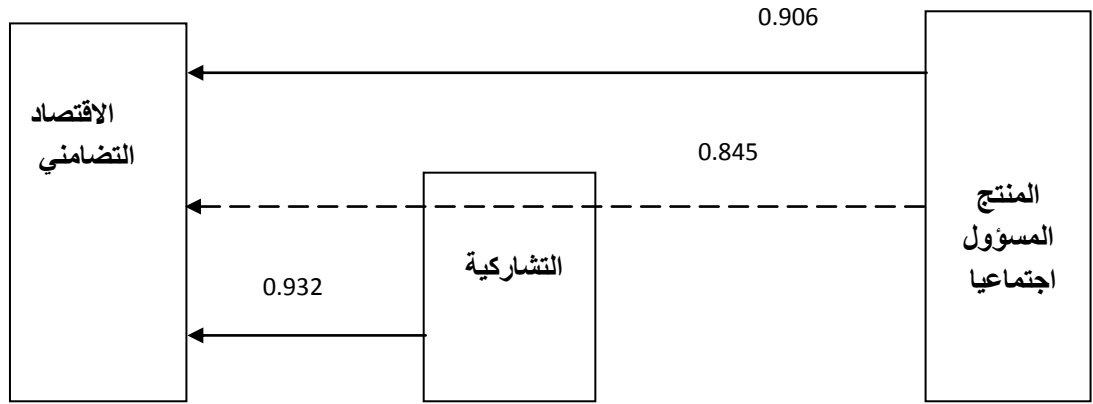 0.906
الاقتصاد
التضامني
0.845
المنتج
المسؤول
اجتماعيا
التشاركية
0.932